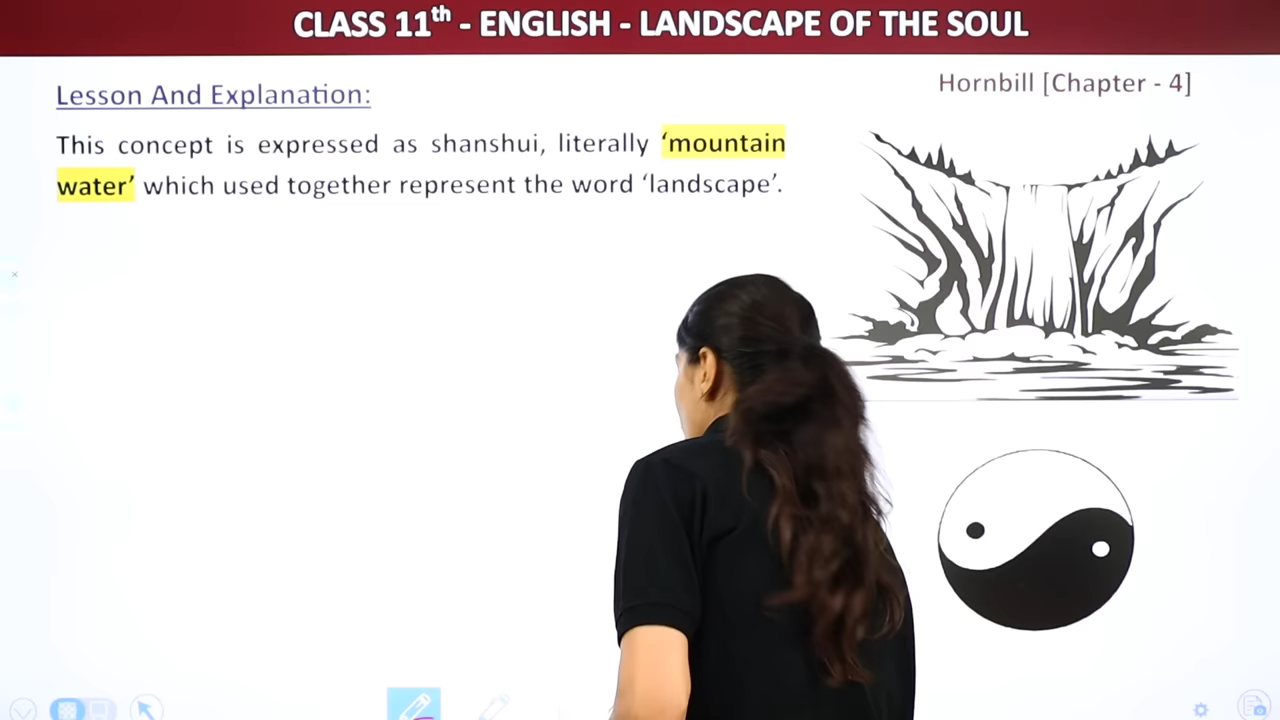 CLASS 11th - ENGLISH - LANDSCAPE OF THE SOUL
Hornbill [Chapter - 4]
Lesson And Explanation:
This concept is expressed as shanshui, literally ‘mountain
water’ which used together represent the word ‘landscape’.